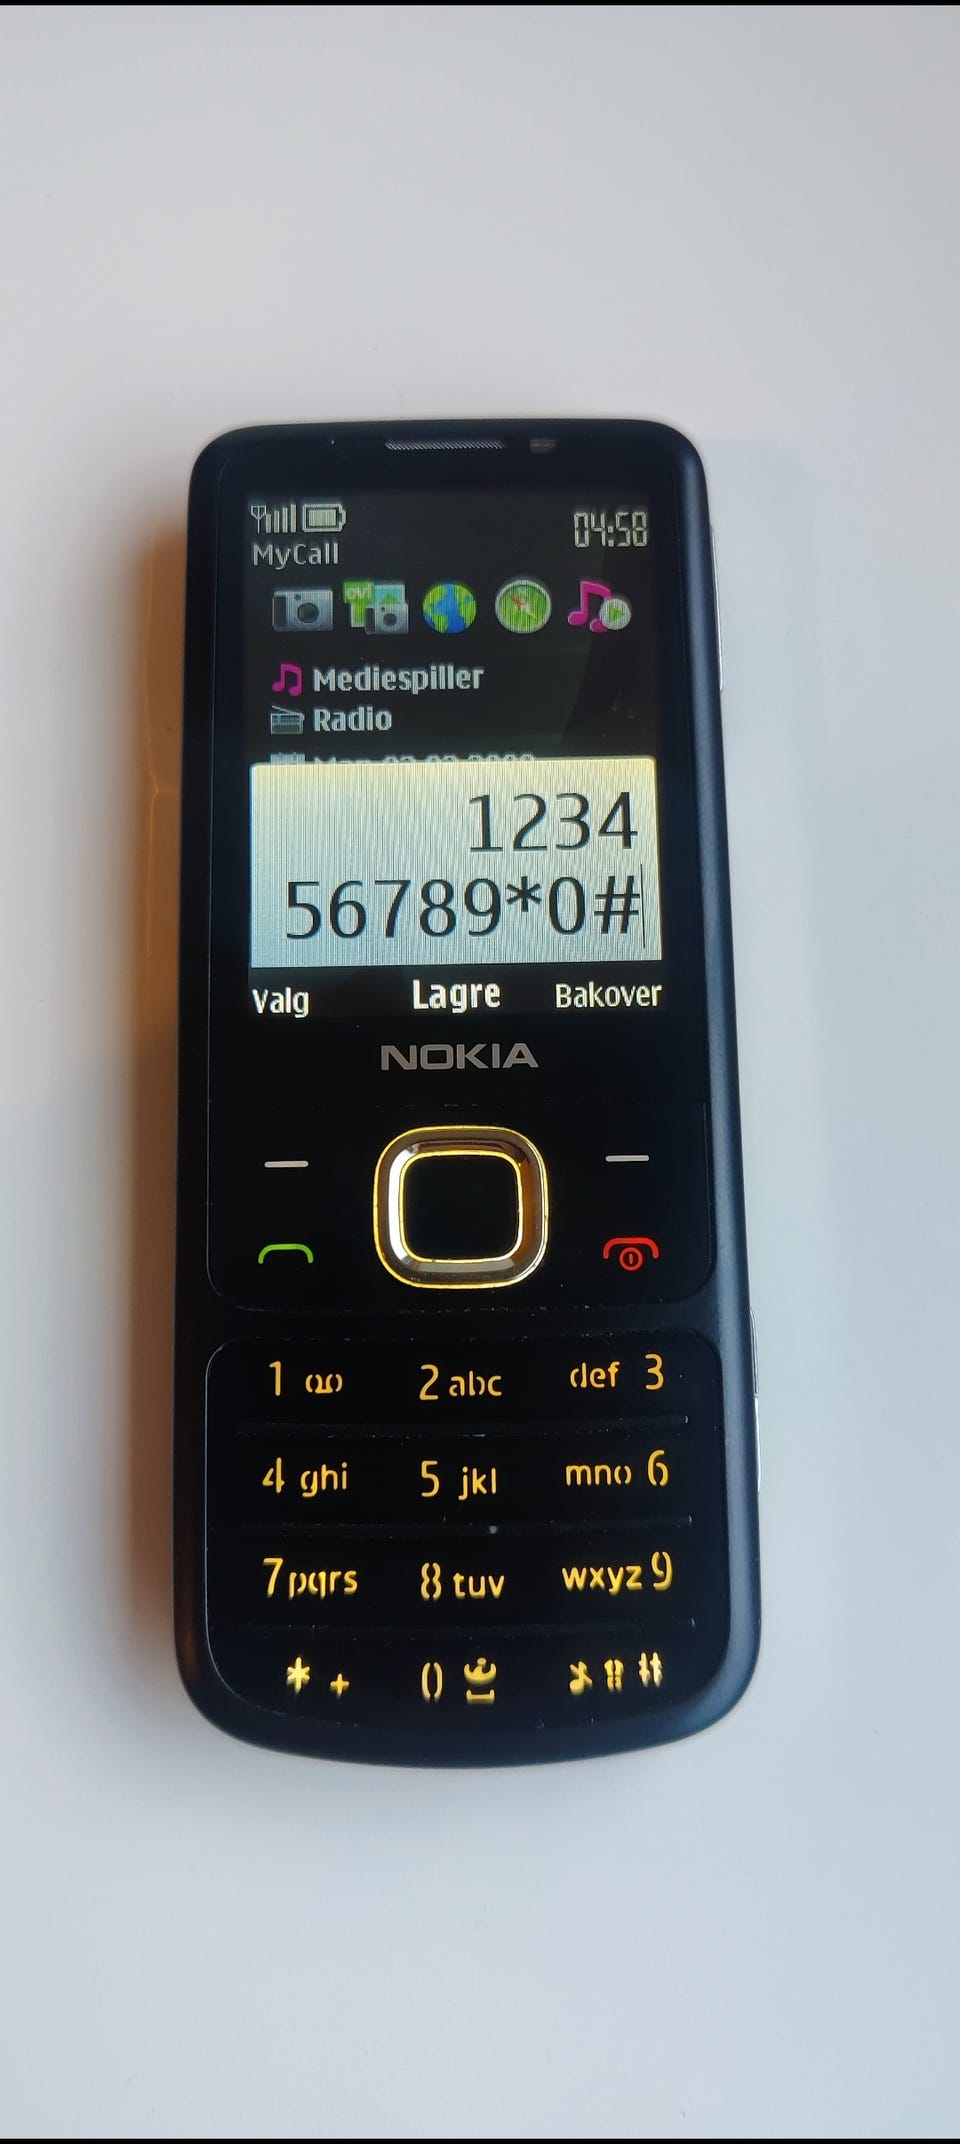 04:58
MyCall
ovi
Mediespiller
Radio
1234
56789*0#
Valg Lagre Bakover
NOKIA
1 2 abc def 3
4 ghi 5 jkl mno 6
7 pqrs 8 tuv wxyz 9
* + 0 #